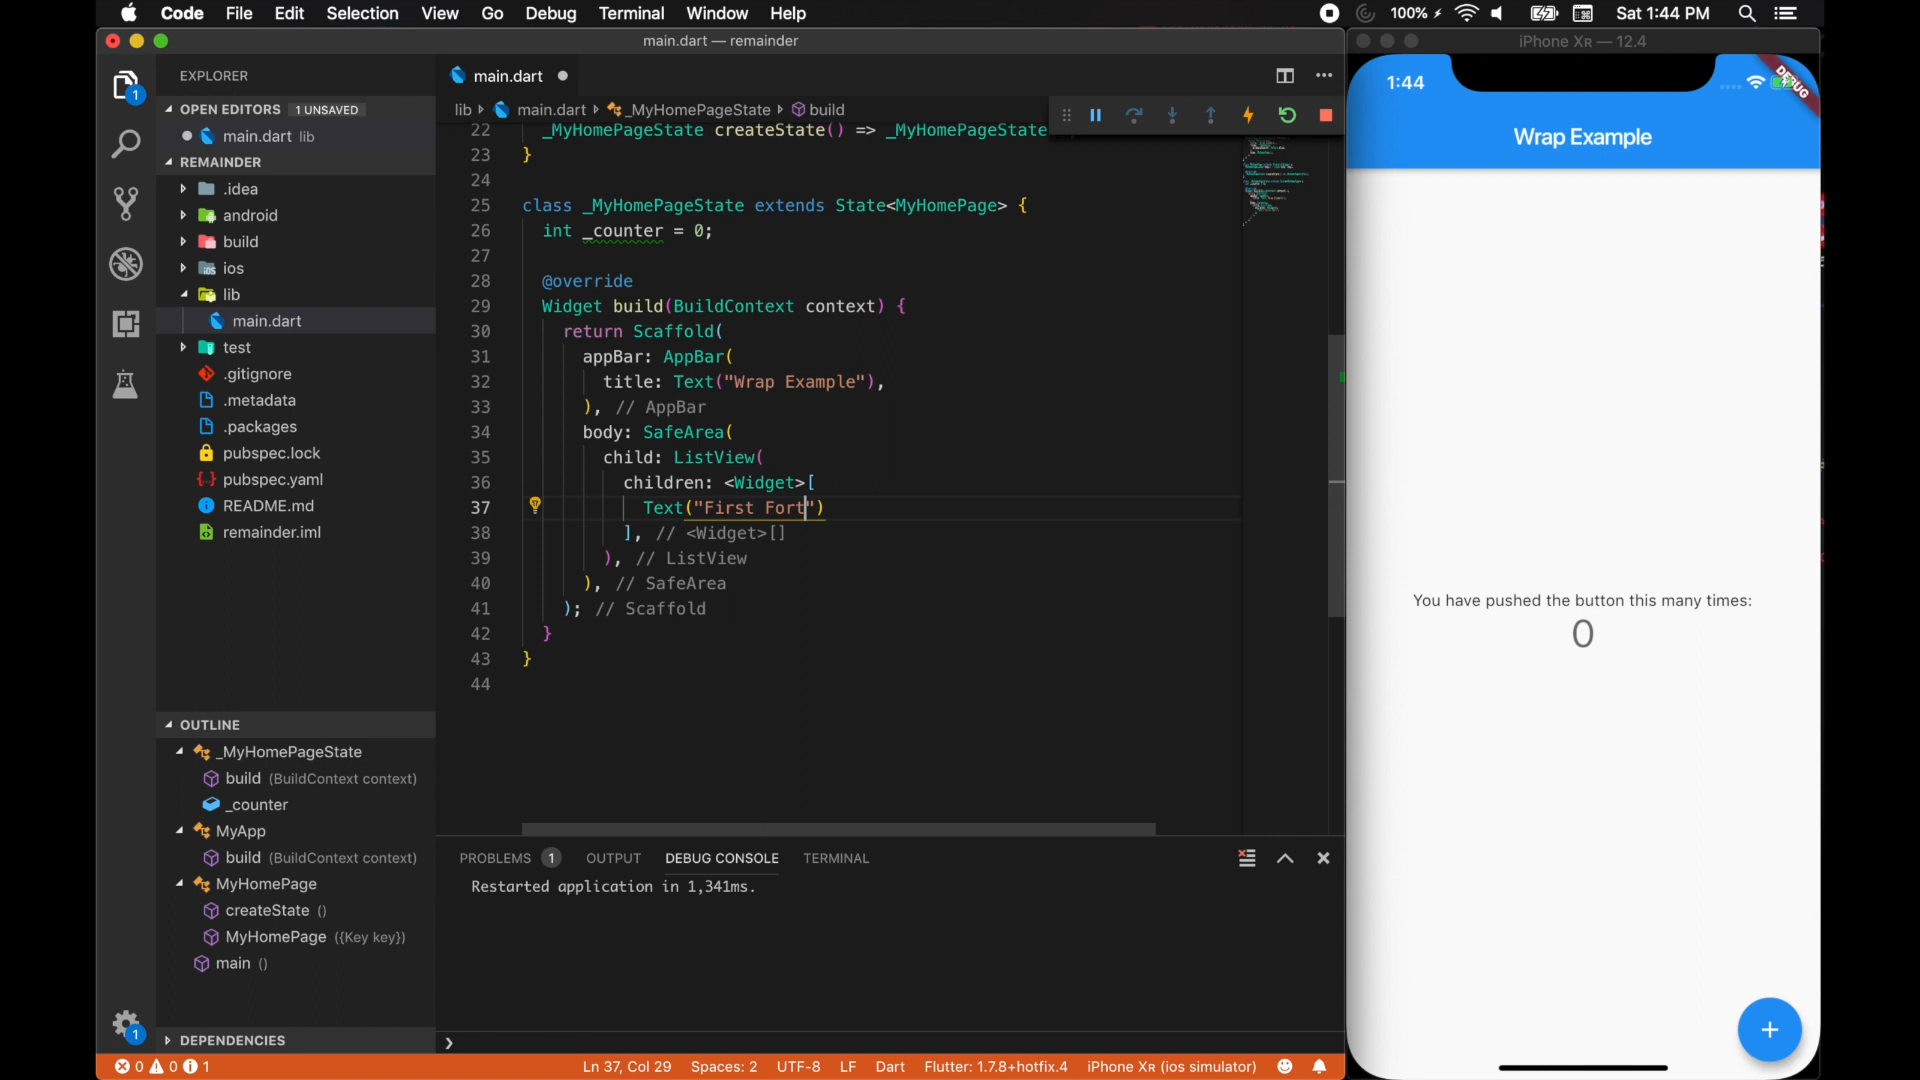 Code File Edit Selection View Go Debug Terminal Window Help
100% Sat 1:44 PM
main.dart — remainder
EXPLORER
OPEN EDITORS 1 UNSAVED
main.dart lib
REMAINDER
.idea
android
build
ios
lib
main.dart
test
.gitignore
.metadata
.packages
pubspec.lock
pubspec.yaml
README.md
remainder.iml
OUTLINE
_MyHomePageState
build (BuildContext context)
_counter
MyApp
build (BuildContext context)
MyHomePage
createState ()
MyHomePage ({Key key})
main ()
DEPENDENCIES
1
1
main.dart
lib main.dart _MyHomePageState build
22 _MyHomePageState createState() => _MyHomePageState
23 }
24
25 class _MyHomePageState extends State<MyHomePage> {
26 int _counter = 0;
27
28 @override
29 Widget build(BuildContext context) {
30 return Scaffold(
31 appBar: AppBar(
32 title: Text("Wrap Example"),
33 ), // AppBar
34 body: SafeArea(
35 child: ListView(
36 children: <Widget>[
37 Text("First Fort")
38 ], // <Widget>[]
39 ), // ListView
40 ), // SafeArea
41 ); // Scaffold
42 }
43 }
44
PROBLEMS 1 OUTPUT DEBUG CONSOLE TERMINAL
Restarted application in 1,341ms.
0 0 1 Ln 37, Col 29 Spaces: 2 UTF-8 LF Dart Flutter: 1.7.8+hotfix.4 iPhone XR (ios simulator)
iPhone XR — 12.4
1:44
DEBUG
Wrap Example
You have pushed the button this many times:
0
+